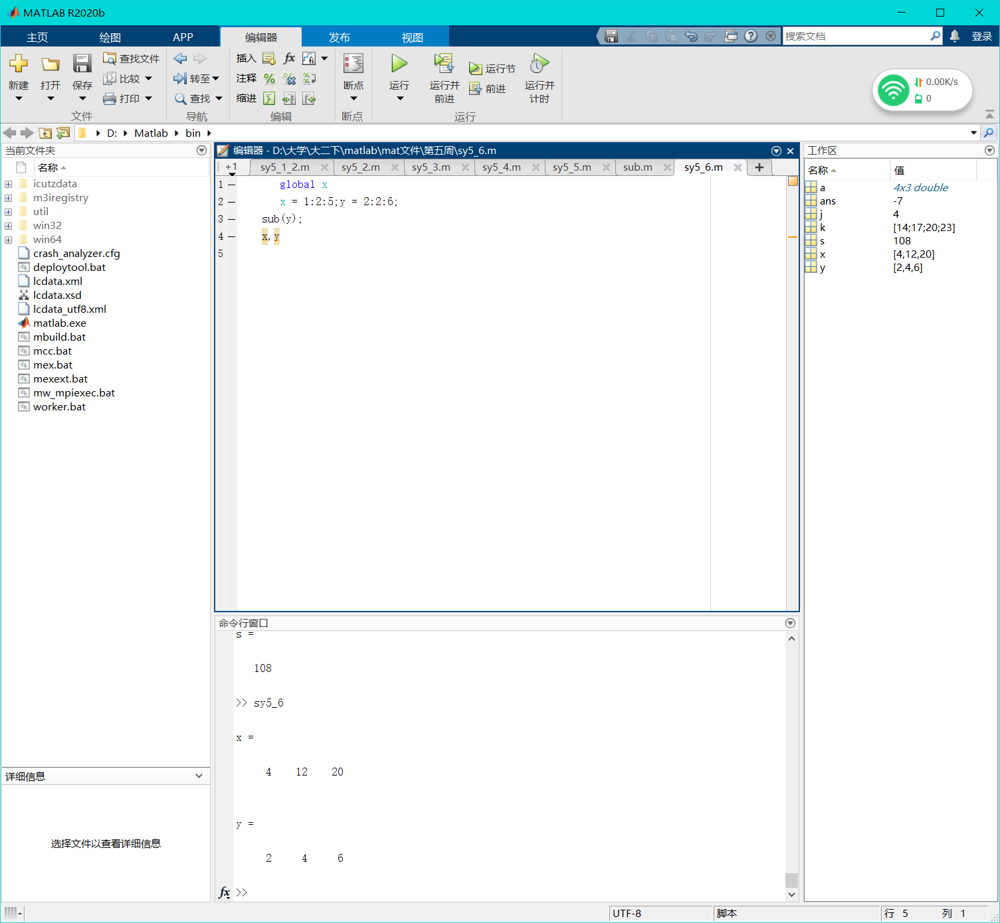 MATLAB R2020b
主页 绘图 APP 编辑器 发布 视图
搜索文档 登录
新建 打开 保存 查找文件 比较 打印
文件
转至 查找
导航
插入 fx fi
注释
缩进
编辑
断点
断点
运行 运行并前进 运行节 前进 运行并计时
运行
0.00K/s
0
D: Matlab bin
当前文件夹
名称
icutzdata
m3iregistry
util
win32
win64
crash_analyzer.cfg
deploytool.bat
lcdata.xml
lcdata.xsd
lcdata_utf8.xml
matlab.exe
mbuild.bat
mcc.bat
mex.bat
mexext.bat
mw_mpiexec.bat
worker.bat
详细信息
选择文件以查看详细信息
编辑器 - D:\大学\大二下\matlab\mat文件\第五周\sy5_6.m
+1 sy5_1_2.m sy5_2.m sy5_3.m sy5_4.m sy5_5.m sub.m sy5_6.m +
1 – global x
2 – x = 1:2:5;y = 2:2:6;
3 – sub(y);
4 – x,y
5
命令行窗口
s =
108
>> sy5_6
x =
4 12 20
y =
2 4 6
fx >>
工作区
名称 值
a 4x3 double
ans -7
j 4
k [14;17;20;23]
s 108
x [4,12,20]
y [2,4,6]
UTF-8 脚本 行 5 列 1